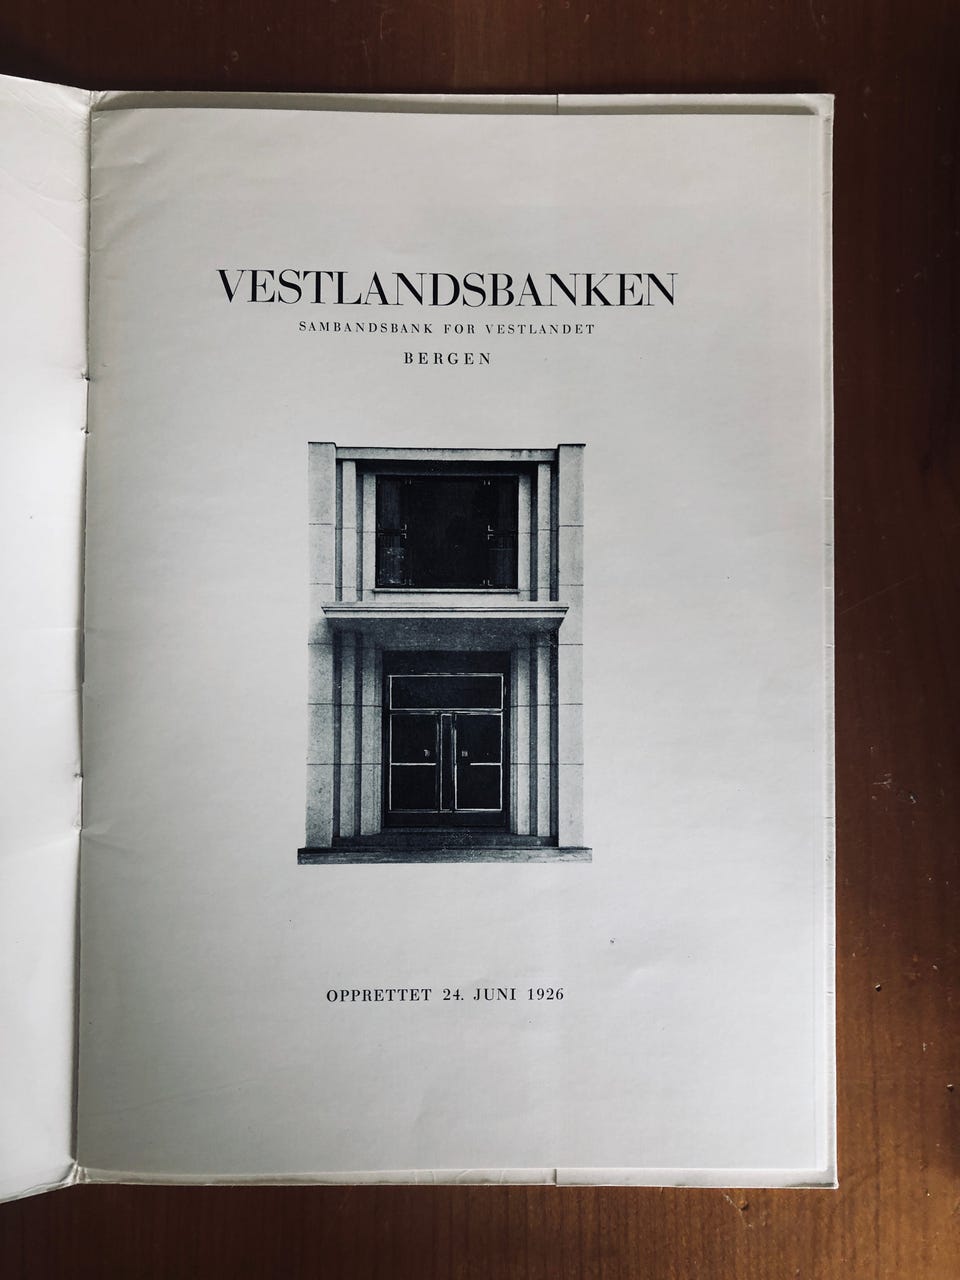 VESTLANDSBANKEN
SAMBANDSBANK FOR VESTLANDET
BERGEN
OPPRETTET 24. JUNI 1926